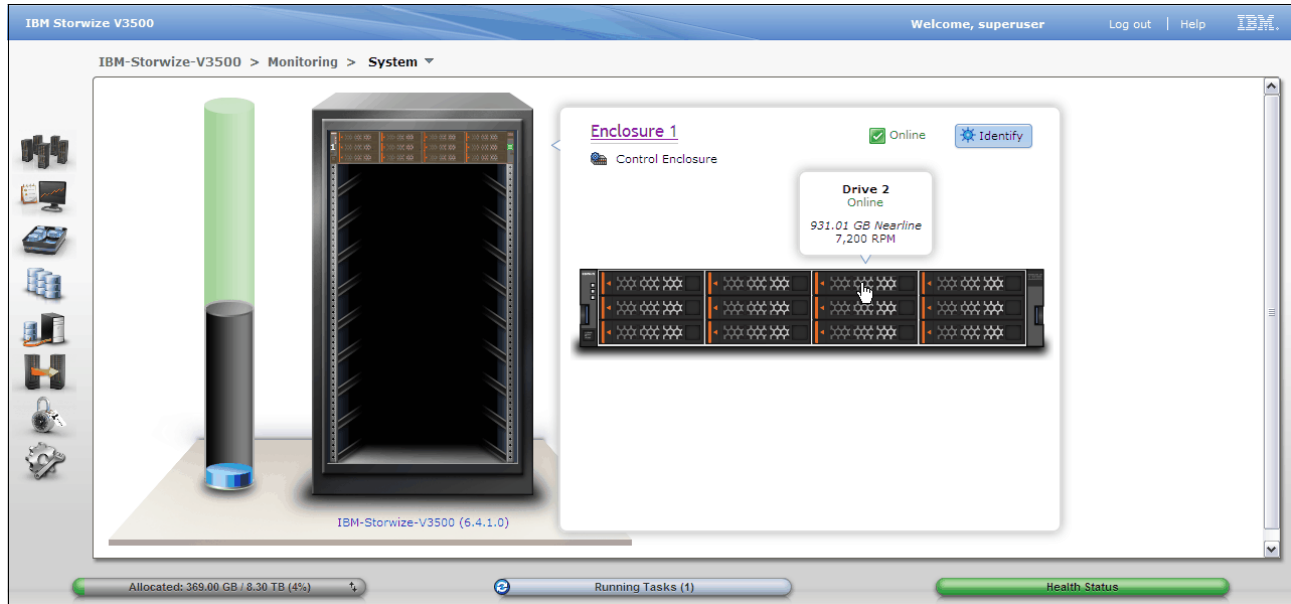 IBM Storwize V3500
Welcome, superuser
Log out | Help
IBM.
IBM-Storwize-V3500 > Monitoring > System
Enclosure 1
Online
Identify
Control Enclosure
Drive 2
Online
931.01 GB Nearline
7,200 RPM
1
IBM-Storwize-V3500 (6.4.1.0)
Allocated: 369.00 GB / 8.30 TB (4%)
Running Tasks (1)
Health Status